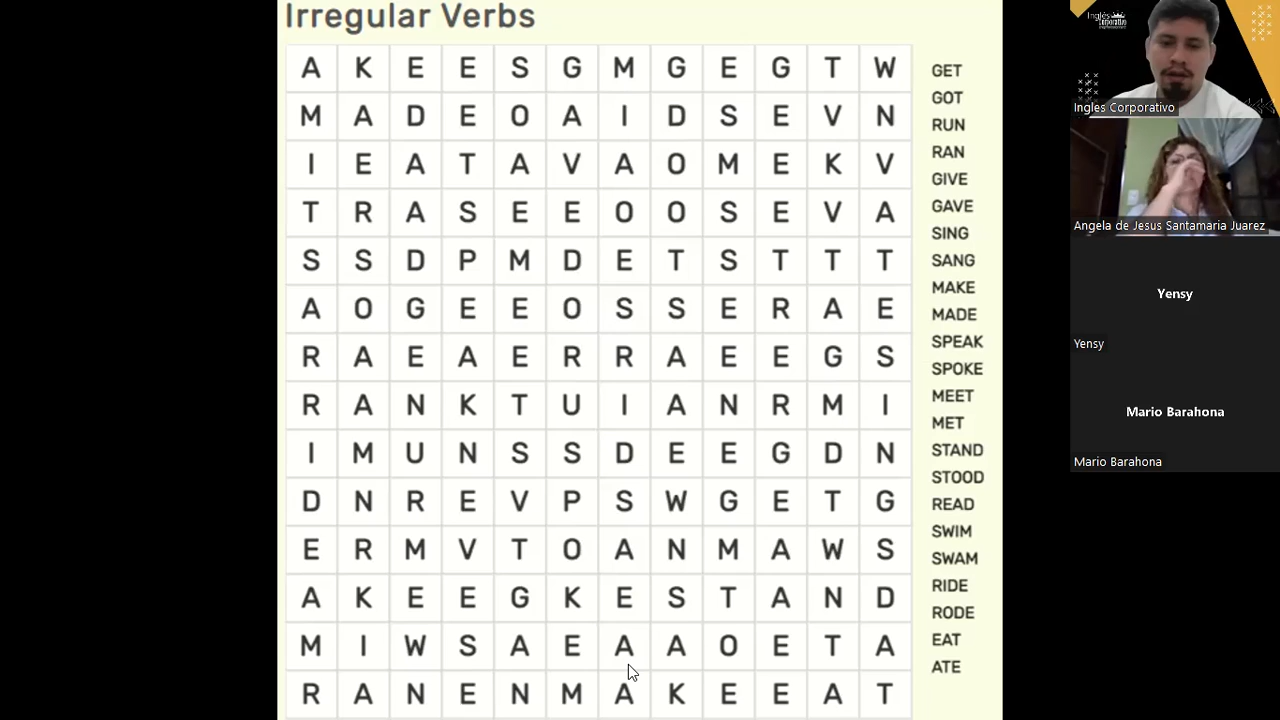 Irregular Verbs
A K E E S G M G E G T W
M A D E O A I D S E V N
I E A T A V A O M E K V
T R A S E E O O S E V A
S S D P M D E T S T T T
A O G E E O S S E R A E
R A E A E R R A E E G S
R A N K T U I A N R M I
I M U N S S D E E G D N
D N R E V P S W G E T G
E R M V T O A N M A W S
A K E E G K E S T A N D
M I W S A E A A O E T A
R A N E N M A K E E A T
GET
GOT
RUN
RAN
GIVE
GAVE
SING
SANG
MAKE
MADE
SPEAK
SPOKE
MEET
MET
STAND
STOOD
READ
SWIM
SWAM
RIDE
RODE
EAT
ATE
Inglés
Corporativo
Ingles Corporativo
Angela de Jesus Santamaria Juarez
Yensy
Yensy
Mario Barahona
Mario Barahona